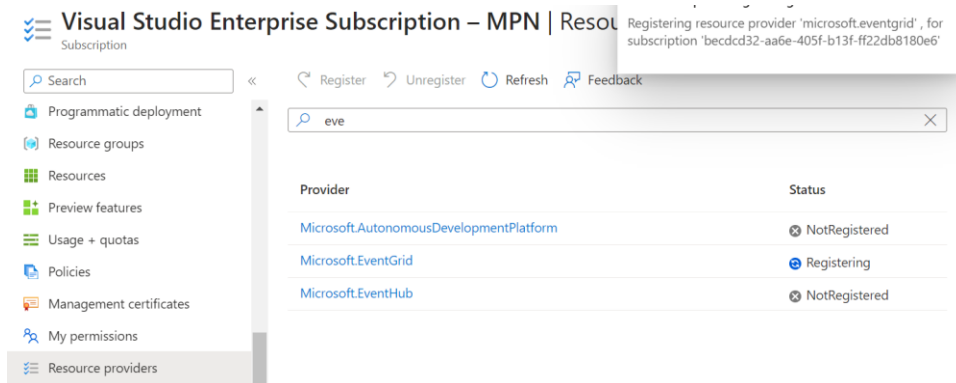 Visual Studio Enterprise Subscription – MPN | Resou
Subscription
Registering resource provider 'microsoft.eventgrid' , for
subscription 'becdcd32-aa6e-405f-b13f-ff22db8180e6'
Search
«
Register Unregister Refresh Feedback
Programmatic deployment
Resource groups
Resources
Preview features
Usage + quotas
Policies
Management certificates
My permissions
Resource providers
eve
Provider Status
Microsoft.AutonomousDevelopmentPlatform NotRegistered
Microsoft.EventGrid Registering
Microsoft.EventHub NotRegistered